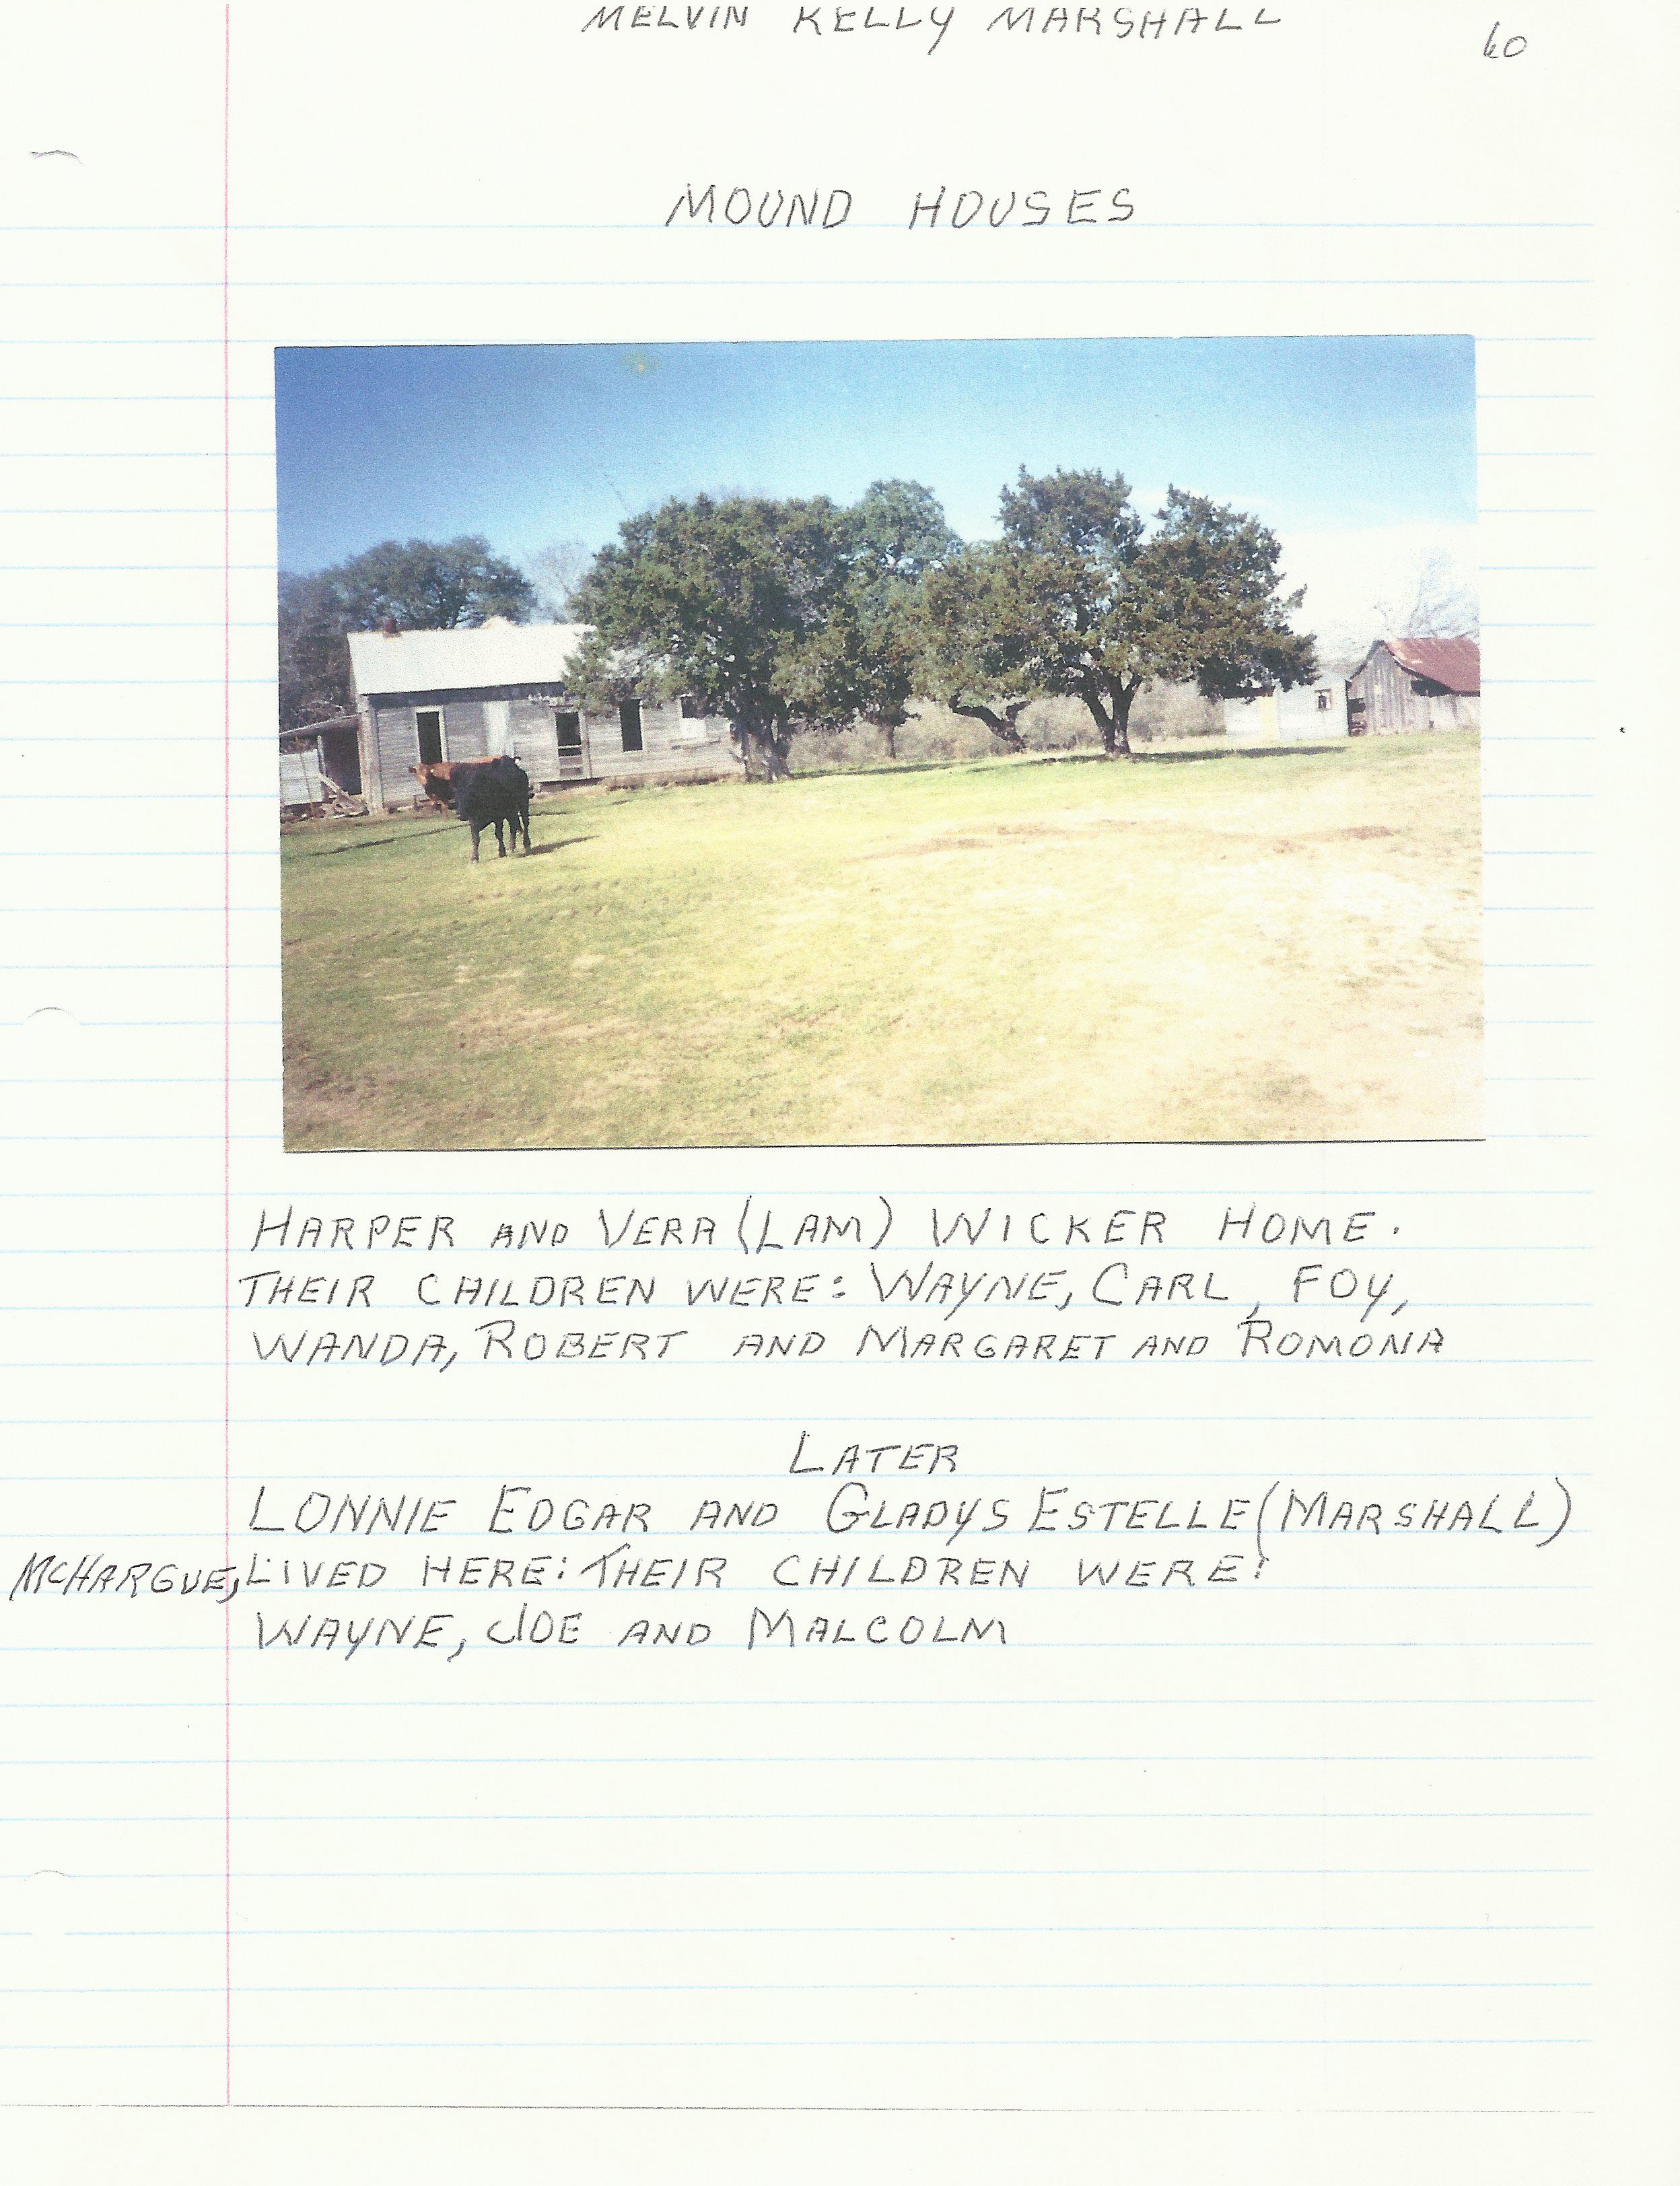 MELVIN KELLY MARSHALL
60
MOUND HOUSES
HARPER AND VERA (LAM) WICKER HOME.
THEIR CHILDREN WERE: WAYNE, CARL, FOY,
WANDA, ROBERT AND MARGARET AND ROMONA
LATER
LONNIE EDGAR AND GLADYS ESTELLE (MARSHALL)
MCHARGUE, LIVED HERE: THEIR CHILDREN WERE:
WAYNE, JOE AND MALCOLM